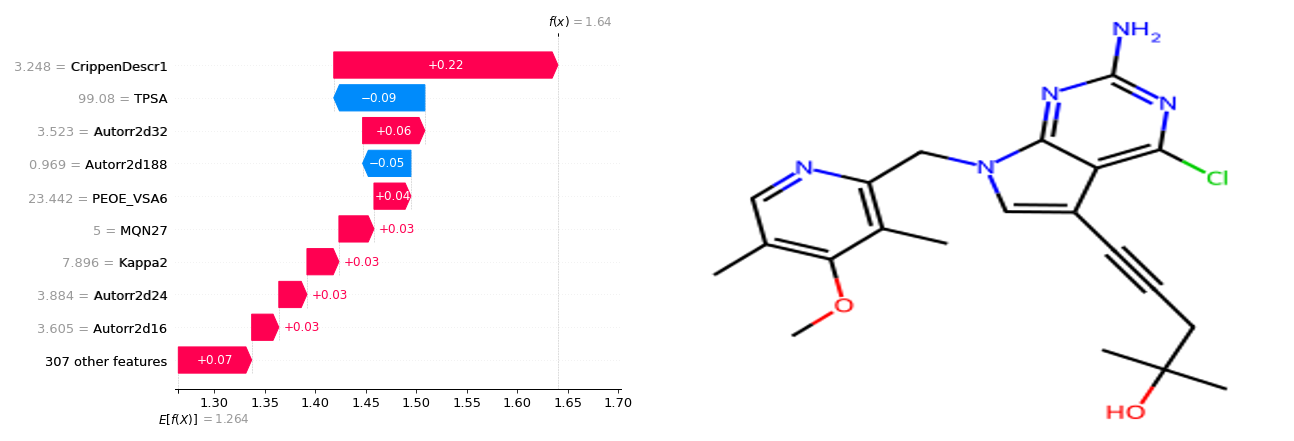 f(x) = 1.64
3.248 = CrippenDescr1 +0.22
99.08 = TPSA −0.09
3.523 = Autorr2d32 +0.06
0.969 = Autorr2d188 −0.05
23.442 = PEOE_VSA6 +0.04
5 = MQN27 +0.03
7.896 = Kappa2 +0.03
3.884 = Autorr2d24 +0.03
3.605 = Autorr2d16 +0.03
307 other features +0.07
1.30 1.35 1.40 1.45 1.50 1.55 1.60 1.65 1.70
E[f(X)] = 1.264
NH2
N
N
N
N
Cl
O
HO